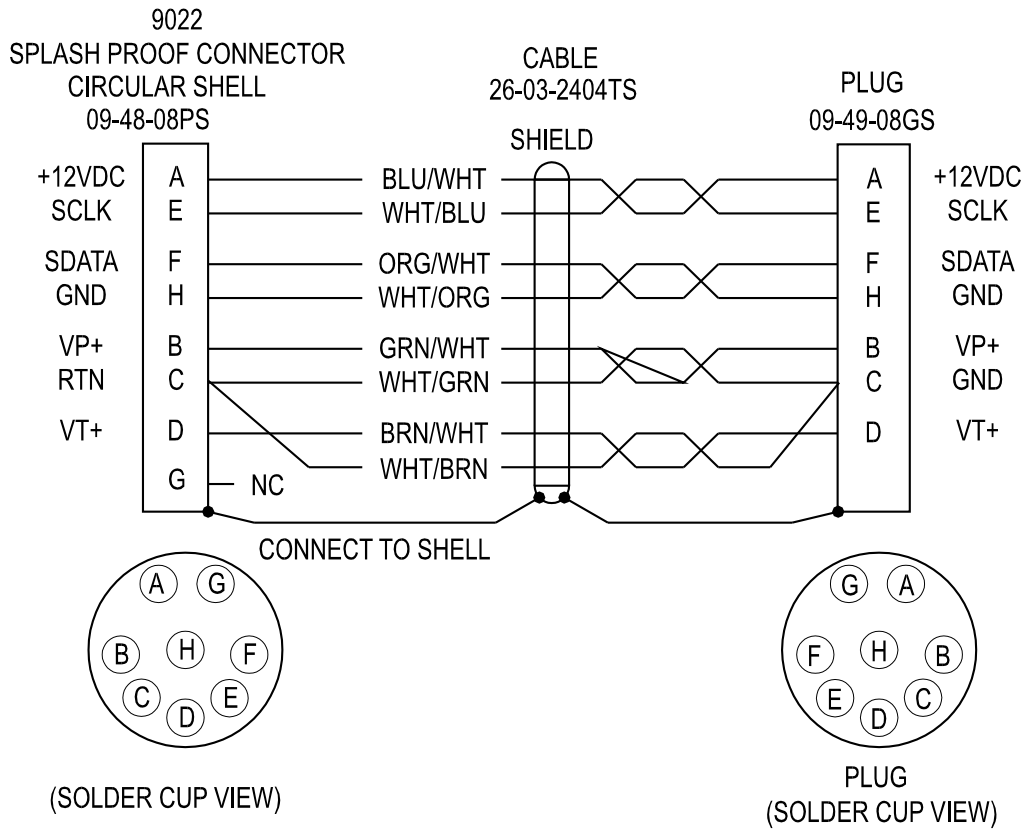 9022
SPLASH PROOF CONNECTOR
CIRCULAR SHELL
09-48-08PS
CABLE
26-03-2404TS
PLUG
09-49-08GS
SHIELD
+12VDC A BLU/WHT A +12VDC
SCLK E WHT/BLU E SCLK
SDATA F ORG/WHT F SDATA
GND H WHT/ORG H GND
VP+ B GRN/WHT B VP+
RTN C WHT/GRN C GND
VT+ D BRN/WHT D VT+
WHT/BRN
G NC
CONNECT TO SHELL
A G
B H F
C D E
(SOLDER CUP VIEW)
G A
F H B
E D C
PLUG
(SOLDER CUP VIEW)